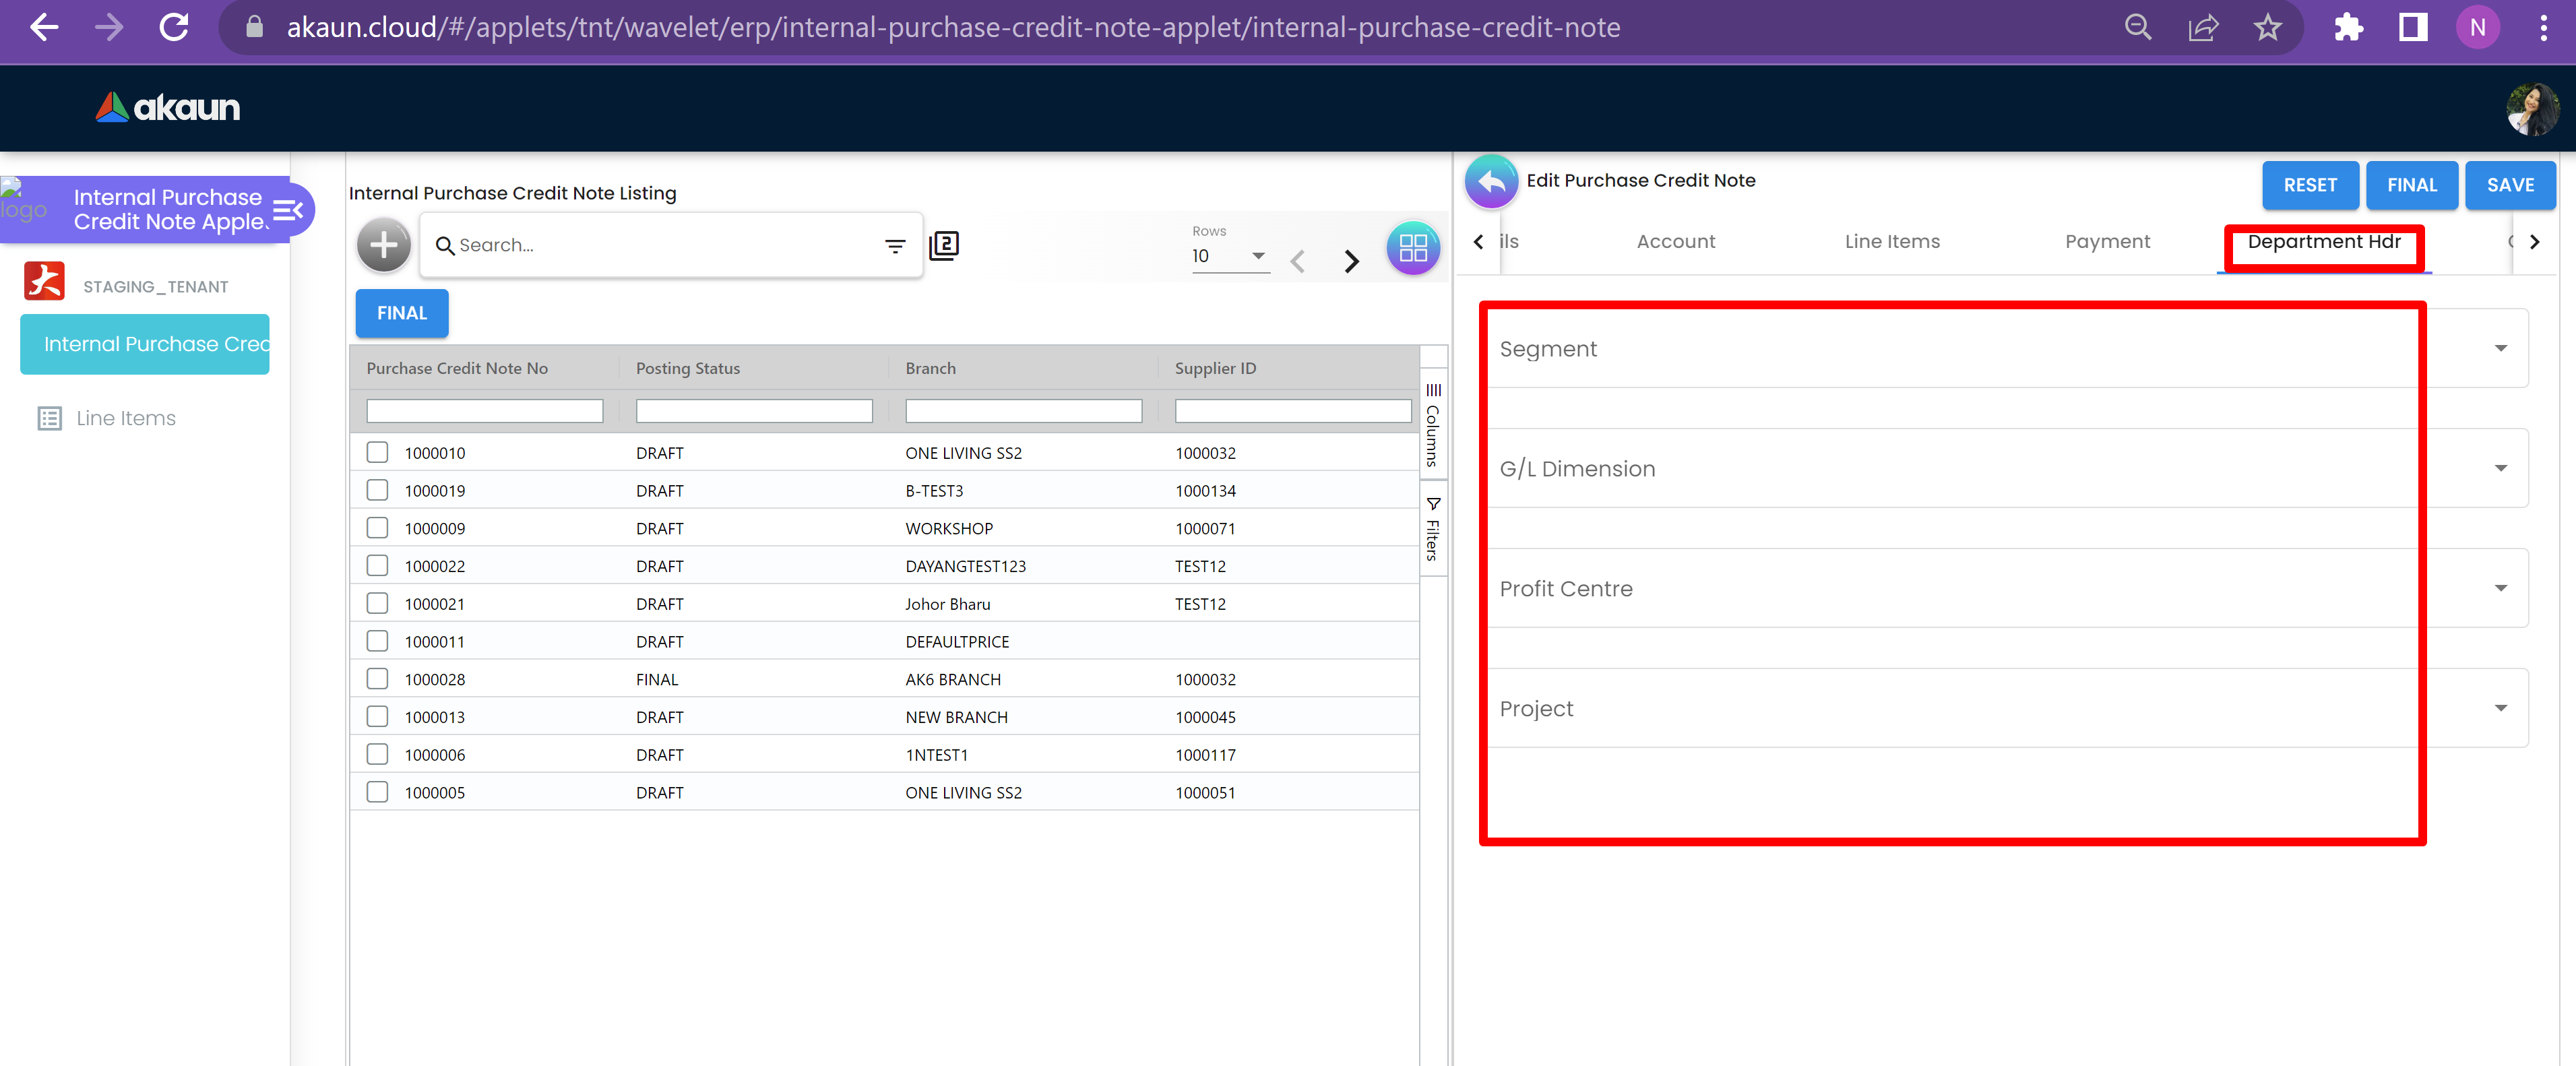 akaun.cloud/#/applets/tnt/wavelet/erp/internal-purchase-credit-note-applet/internal-purchase-credit-note
N
akaun
logo
Internal Purchase
Credit Note Applet
STAGING_TENANT
Internal Purchase Cred
Line Items
Internal Purchase Credit Note Listing
Search...
2
Rows
10
FINAL
Purchase Credit Note No Posting Status Branch Supplier ID
1000010 DRAFT ONE LIVING SS2 1000032
1000019 DRAFT B-TEST3 1000134
1000009 DRAFT WORKSHOP 1000071
1000022 DRAFT DAYANGTEST123 TEST12
1000021 DRAFT Johor Bharu TEST12
1000011 DRAFT DEFAULTPRICE
1000028 FINAL AK6 BRANCH 1000032
1000013 DRAFT NEW BRANCH 1000045
1000006 DRAFT 1NTEST1 1000117
1000005 DRAFT ONE LIVING SS2 1000051
Columns
Filters
Edit Purchase Credit Note
RESET FINAL SAVE
ils Account Line Items Payment Department Hdr
Segment
G/L Dimension
Profit Centre
Project